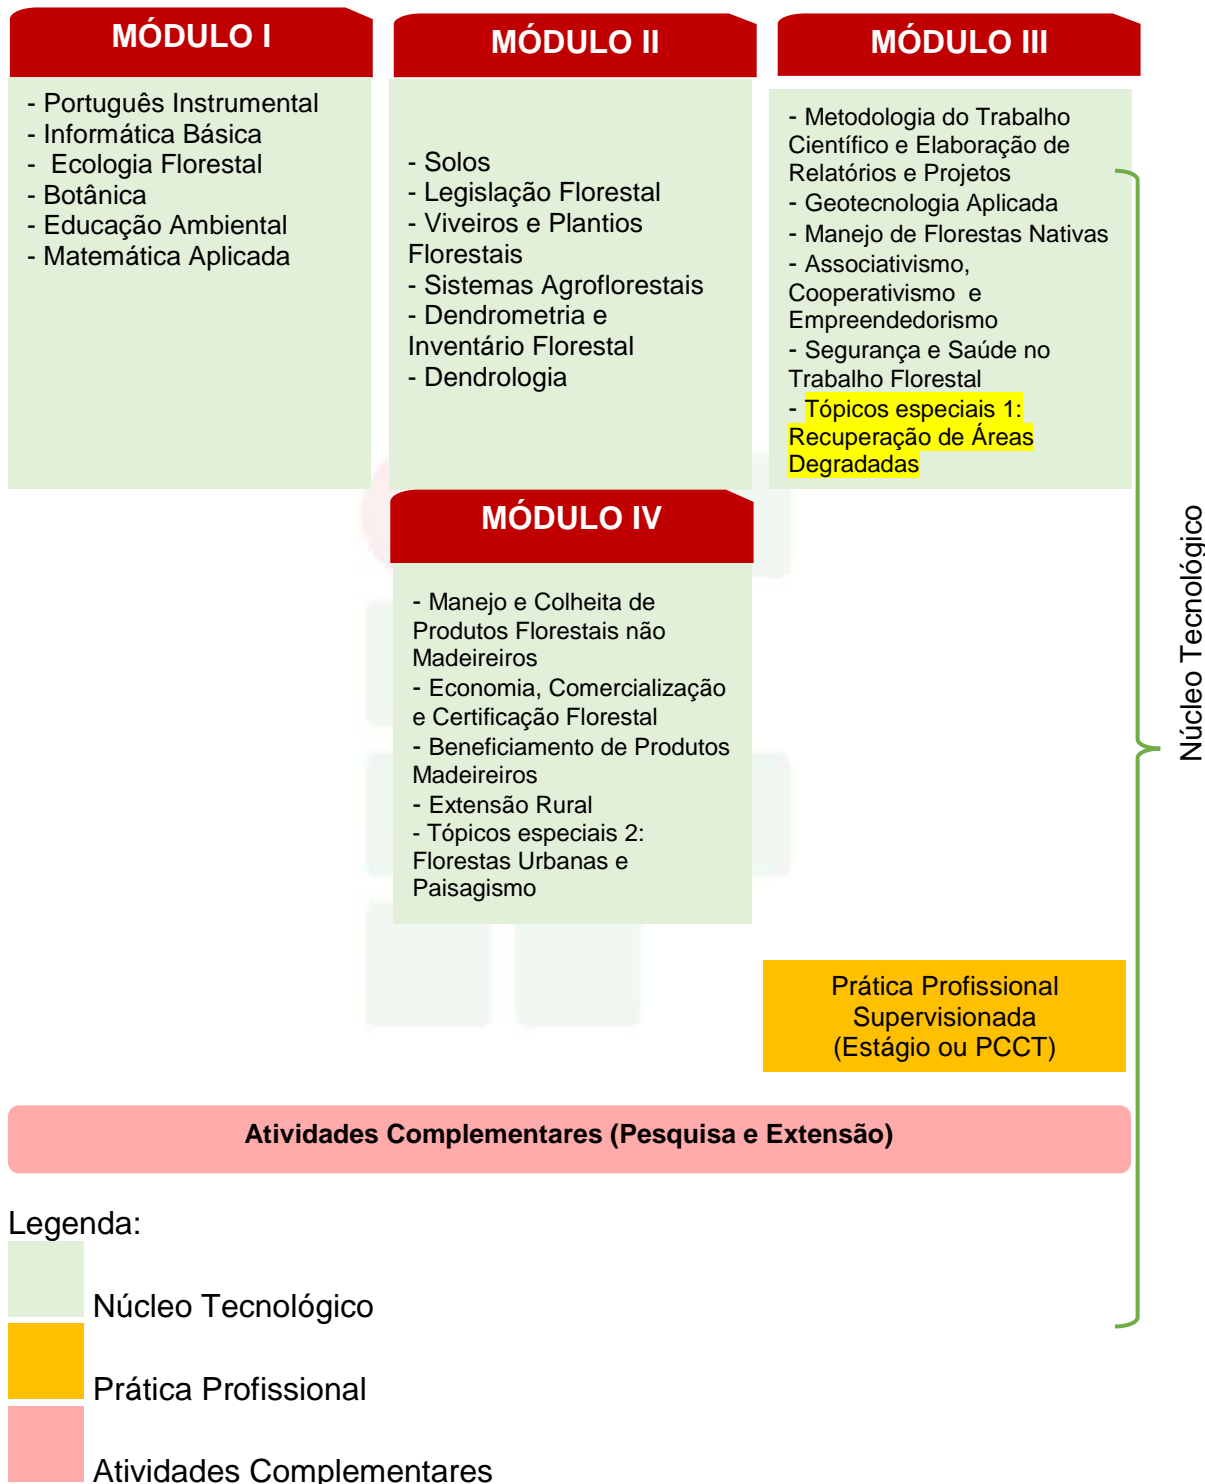 MÓDULO I
- Português Instrumental
- Informática Básica
- Ecologia Florestal
- Botânica
- Educação Ambiental
- Matemática Aplicada
MÓDULO II
- Solos
- Legislação Florestal
- Viveiros e Plantios
Florestais
- Sistemas Agroflorestais
- Dendrometria e
Inventário Florestal
- Dendrologia
MÓDULO III
- Metodologia do Trabalho
Científico e Elaboração de
Relatórios e Projetos
- Geotecnologia Aplicada
- Manejo de Florestas Nativas
- Associativismo,
Cooperativismo e
Empreendedorismo
- Segurança e Saúde no
Trabalho Florestal
- Tópicos especiais 1:
Recuperação de Áreas
Degradadas
MÓDULO IV
- Manejo e Colheita de
Produtos Florestais não
Madeireiros
- Economia, Comercialização
e Certificação Florestal
- Beneficiamento de Produtos
Madeireiros
- Extensão Rural
- Tópicos especiais 2:
Florestas Urbanas e
Paisagismo
Núcleo Tecnológico
Prática Profissional
Supervisionada
(Estágio ou PCCT)
Atividades Complementares (Pesquisa e Extensão)
Legenda:
Núcleo Tecnológico
Prática Profissional
Atividades Complementares